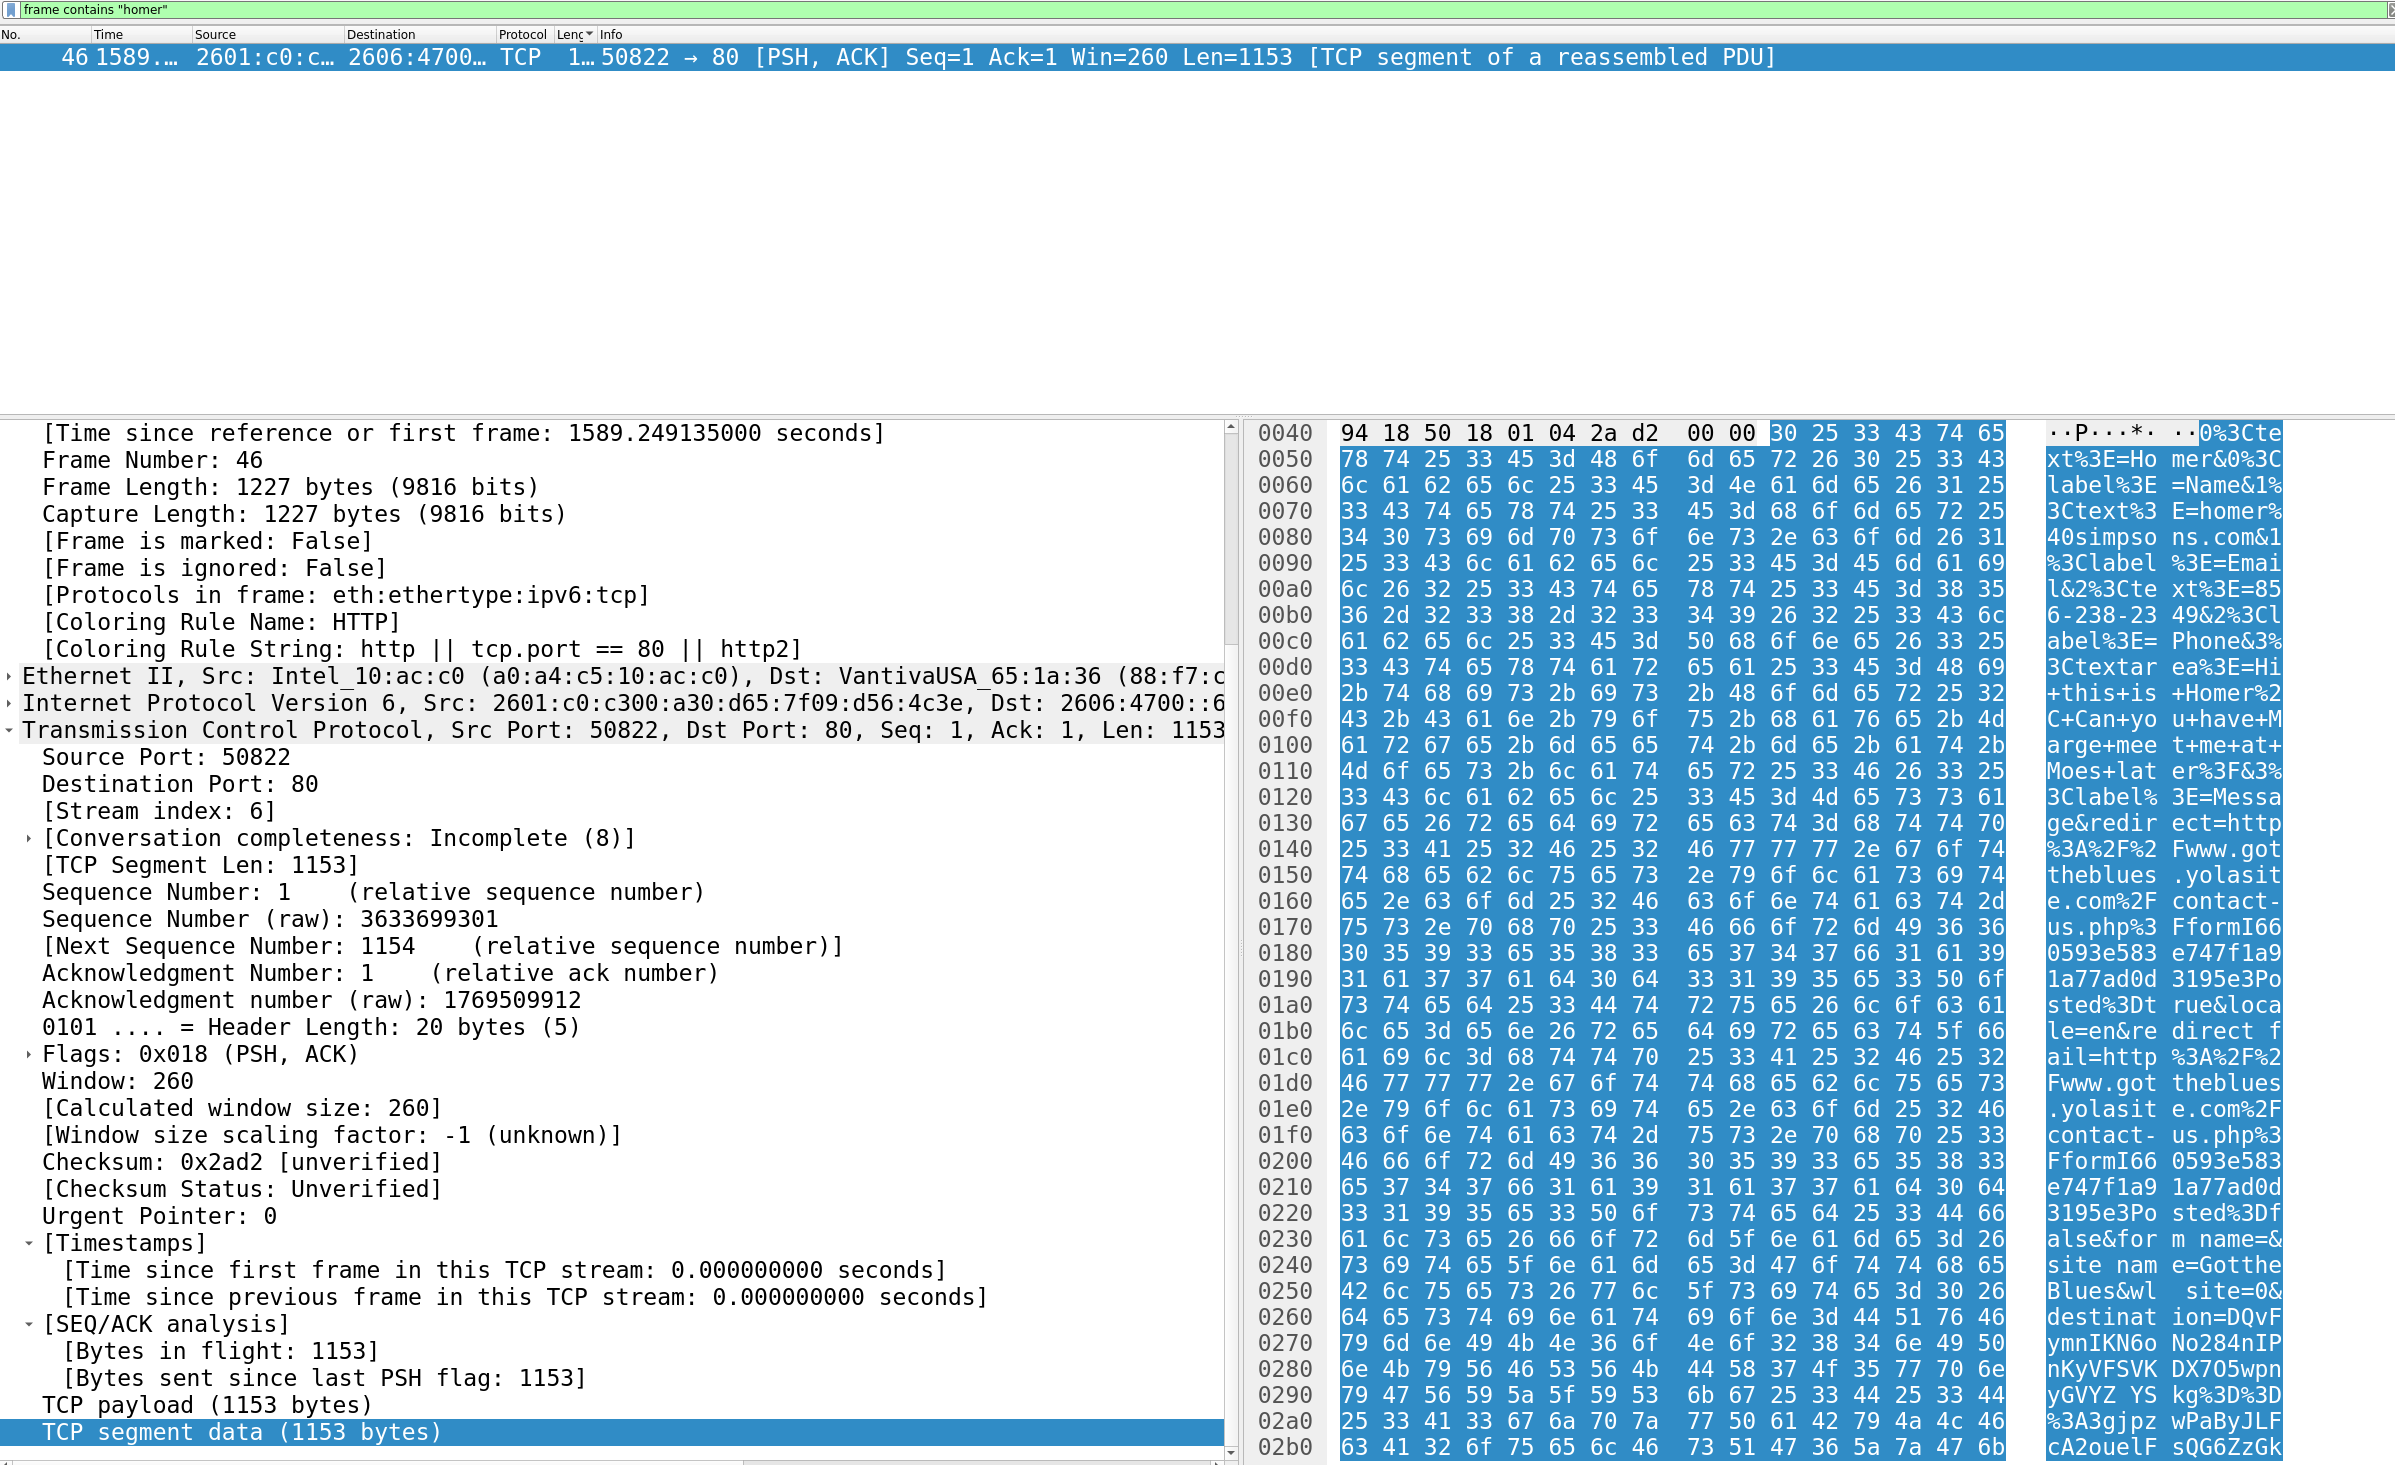 frame contains "homer"
No. Time Source Destination Protocol Leng Info
46 1589.… 2601:c0:c… 2606:4700… TCP 1… 50822 → 80 [PSH, ACK] Seq=1 Ack=1 Win=260 Len=1153 [TCP segment of a reassembled PDU]
[Time since reference or first frame: 1589.249135000 seconds]
Frame Number: 46
Frame Length: 1227 bytes (9816 bits)
Capture Length: 1227 bytes (9816 bits)
[Frame is marked: False]
[Frame is ignored: False]
[Protocols in frame: eth:ethertype:ipv6:tcp]
[Coloring Rule Name: HTTP]
[Coloring Rule String: http || tcp.port == 80 || http2]
Ethernet II, Src: Intel_10:ac:c0 (a0:a4:c5:10:ac:c0), Dst: VantivaUSA_65:1a:36 (88:f7:c
Internet Protocol Version 6, Src: 2601:c0:c300:a30:d65:7f09:d56:4c3e, Dst: 2606:4700::6
Transmission Control Protocol, Src Port: 50822, Dst Port: 80, Seq: 1, Ack: 1, Len: 1153
Source Port: 50822
Destination Port: 80
[Stream index: 6]
[Conversation completeness: Incomplete (8)]
[TCP Segment Len: 1153]
Sequence Number: 1    (relative sequence number)
Sequence Number (raw): 3633699301
[Next Sequence Number: 1154    (relative sequence number)]
Acknowledgment Number: 1    (relative ack number)
Acknowledgment number (raw): 1769509912
0101 .... = Header Length: 20 bytes (5)
Flags: 0x018 (PSH, ACK)
Window: 260
[Calculated window size: 260]
[Window size scaling factor: -1 (unknown)]
Checksum: 0x2ad2 [unverified]
[Checksum Status: Unverified]
Urgent Pointer: 0
[Timestamps]
[Time since first frame in this TCP stream: 0.000000000 seconds]
[Time since previous frame in this TCP stream: 0.000000000 seconds]
[SEQ/ACK analysis]
[Bytes in flight: 1153]
[Bytes sent since last PSH flag: 1153]
TCP payload (1153 bytes)
TCP segment data (1153 bytes)
0040 94 18 50 18 01 04 2a d2 00 00 30 25 33 43 74 65 ··P···*· ··0%3Cte
0050 78 74 25 33 45 3d 48 6f 6d 65 72 26 30 25 33 43 xt%3E=Ho mer&0%3C
0060 6c 61 62 65 6c 25 33 45 3d 4e 61 6d 65 26 31 25 label%3E =Name&1%
0070 33 43 74 65 78 74 25 33 45 3d 68 6f 6d 65 72 25 3Ctext%3 E=homer%
0080 34 30 73 69 6d 70 73 6f 6e 73 2e 63 6f 6d 26 31 40simpso ns.com&1
0090 25 33 43 6c 61 62 65 6c 25 33 45 3d 45 6d 61 69 %3Clabel %3E=Emai
00a0 6c 26 32 25 33 43 74 65 78 74 25 33 45 3d 38 35 l&2%3Cte xt%3E=85
00b0 36 2d 32 33 38 2d 32 33 34 39 26 32 25 33 43 6c 6-238-23 49&2%3Cl
00c0 61 62 65 6c 25 33 45 3d 50 68 6f 6e 65 26 33 25 abel%3E= Phone&3%
00d0 33 43 74 65 78 74 61 72 65 61 25 33 45 3d 48 69 3Ctextar ea%3E=Hi
00e0 2b 74 68 69 73 2b 69 73 2b 48 6f 6d 65 72 25 32 +this+is +Homer%2
00f0 43 2b 43 61 6e 2b 79 6f 75 2b 68 61 76 65 2b 4d C+Can+yo u+have+M
0100 61 72 67 65 2b 6d 65 65 74 2b 6d 65 2b 61 74 2b arge+mee t+me+at+
0110 4d 6f 65 73 2b 6c 61 74 65 72 25 33 46 26 33 25 Moes+lat er%3F&3%
0120 33 43 6c 61 62 65 6c 25 33 45 3d 4d 65 73 73 61 3Clabel% 3E=Messa
0130 67 65 26 72 65 64 69 72 65 63 74 3d 68 74 74 70 ge&redir ect=http
0140 25 33 41 25 32 46 25 32 46 77 77 77 2e 67 6f 74 %3A%2F%2 Fwww.got
0150 74 68 65 62 6c 75 65 73 2e 79 6f 6c 61 73 69 74 theblues .yolasit
0160 65 2e 63 6f 6d 25 32 46 63 6f 6e 74 61 63 74 2d e.com%2F contact-
0170 75 73 2e 70 68 70 25 33 46 66 6f 72 6d 49 36 36 us.php%3 FformI66
0180 30 35 39 33 65 35 38 33 65 37 34 37 66 31 61 39 0593e583 e747f1a9
0190 31 61 37 37 61 64 30 64 33 31 39 35 65 33 50 6f 1a77ad0d 3195e3Po
01a0 73 74 65 64 25 33 44 74 72 75 65 26 6c 6f 63 61 sted%3Dt rue&loca
01b0 6c 65 3d 65 6e 26 72 65 64 69 72 65 63 74 5f 66 le=en&re direct f
01c0 61 69 6c 3d 68 74 74 70 25 33 41 25 32 46 25 32 ail=http %3A%2F%2
01d0 46 77 77 77 2e 67 6f 74 74 68 65 62 6c 75 65 73 Fwww.got theblues
01e0 2e 79 6f 6c 61 73 69 74 65 2e 63 6f 6d 25 32 46 .yolasit e.com%2F
01f0 63 6f 6e 74 61 63 74 2d 75 73 2e 70 68 70 25 33 contact- us.php%3
0200 46 66 6f 72 6d 49 36 36 30 35 39 33 65 35 38 33 FformI66 0593e583
0210 65 37 34 37 66 31 61 39 31 61 37 37 61 64 30 64 e747f1a9 1a77ad0d
0220 33 31 39 35 65 33 50 6f 73 74 65 64 25 33 44 66 3195e3Po sted%3Df
0230 61 6c 73 65 26 66 6f 72 6d 5f 6e 61 6d 65 3d 26 alse&for m name=&
0240 73 69 74 65 5f 6e 61 6d 65 3d 47 6f 74 74 68 65 site nam e=Gotthe
0250 42 6c 75 65 73 26 77 6c 5f 73 69 74 65 3d 30 26 Blues&wl  site=0&
0260 64 65 73 74 69 6e 61 74 69 6f 6e 3d 44 51 76 46 destinat ion=DQvF
0270 79 6d 6e 49 4b 4e 36 6f 4e 6f 32 38 34 6e 49 50 ymnIKN6o No284nIP
0280 6e 4b 79 56 46 53 56 4b 44 58 37 4f 35 77 70 6e nKyVFSVK DX7O5wpn
0290 79 47 56 59 5a 5f 59 53 6b 67 25 33 44 25 33 44 yGVYZ YS kg%3D%3D
02a0 25 33 41 33 67 6a 70 7a 77 50 61 42 79 4a 4c 46 %3A3gjpz wPaByJLF
02b0 63 41 32 6f 75 65 6c 46 73 51 47 36 5a 7a 47 6b cA2ouelF sQG6ZzGk